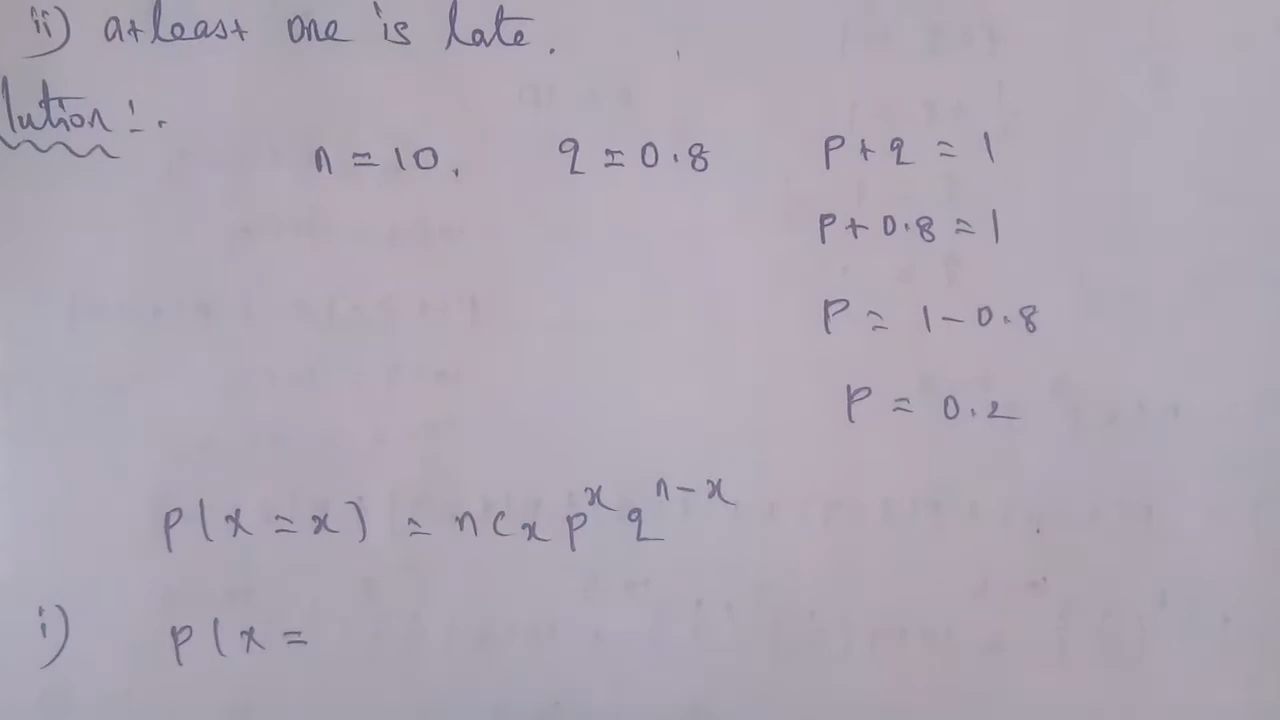 ii) atleast one is late.
lution :.
n = 10, q = 0.8 p + q = 1
p + 0.8 = 1
p = 1 - 0.8
p = 0.2
p(x = x) = ncx p^x q^n-x
i) p(x =